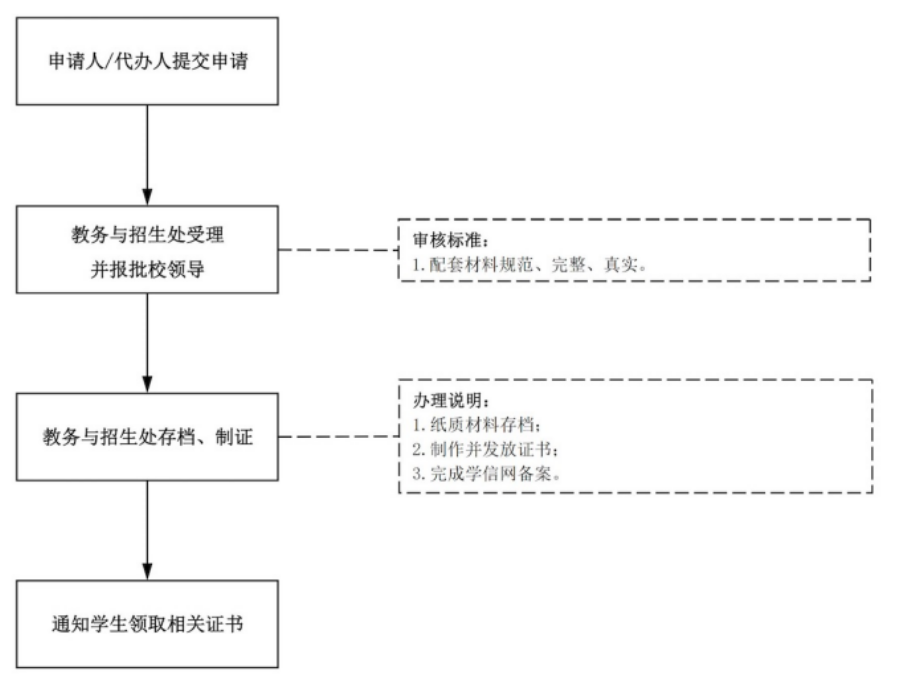 申请人/代办人提交申请
教务与招生处受理
并报批校领导
审核标准：
1.配套材料规范、完整、真实。
教务与招生处存档、制证
办理说明：
1.纸质材料存档；
2.制作并发放证书；
3.完成学信网备案。
通知学生领取相关证书